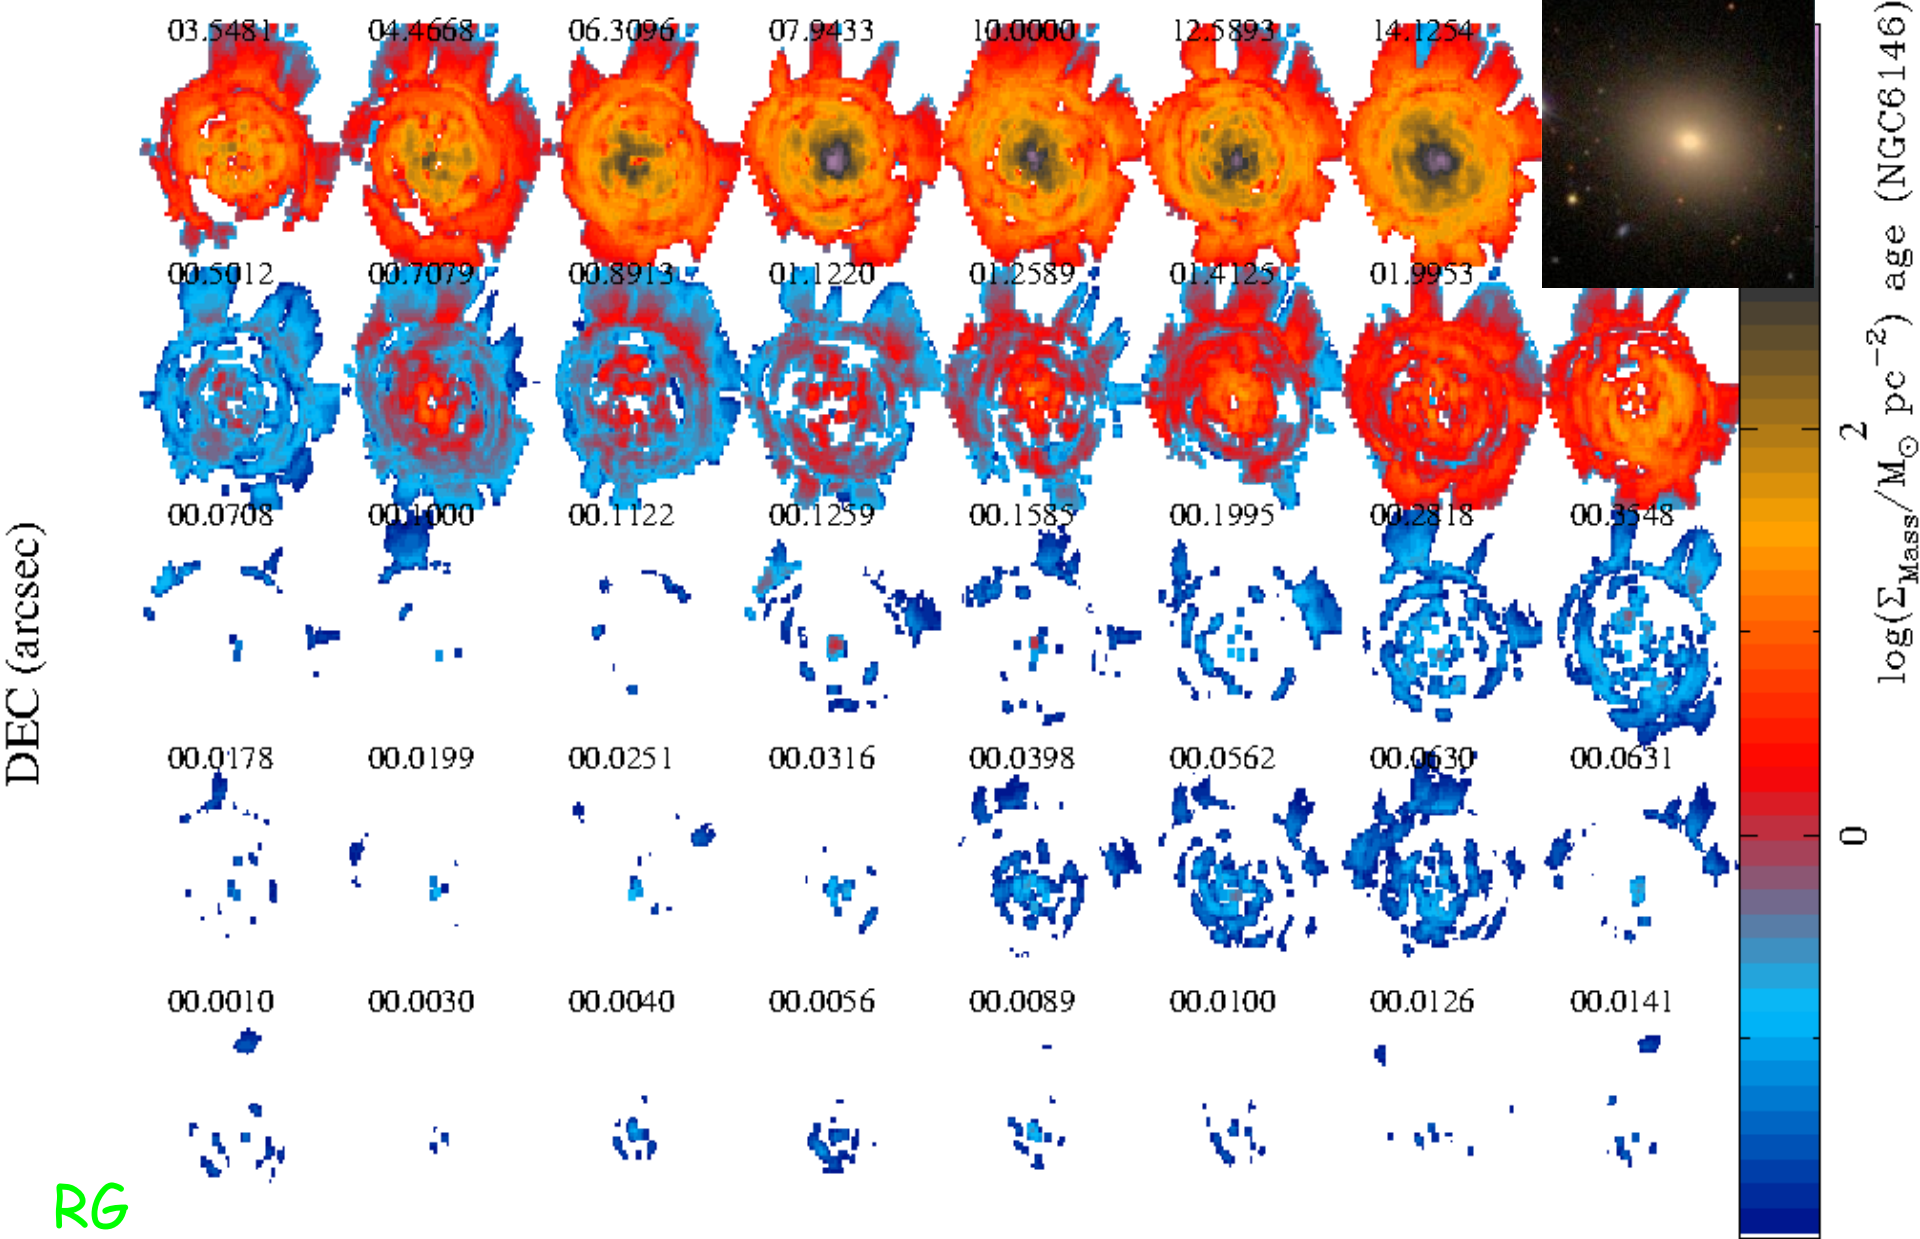 03.5481 04.4668 06.3096 07.9433 10.0000 12.5893 14.1254
00.5012 00.7079 00.8913 01.1220 01.2589 01.4125 01.9953
00.0708 00.1000 00.1122 00.1259 00.1585 00.1995 00.2818 00.3548
00.0178 00.0199 00.0251 00.0316 00.0398 00.0562 00.0630 00.0631
00.0010 00.0030 00.0040 00.0056 00.0089 00.0100 00.0126 00.0141
DEC (arcsec)
RG
2
0
log(Σ_Mass/M_⊙ pc⁻²) age (NGC6146)